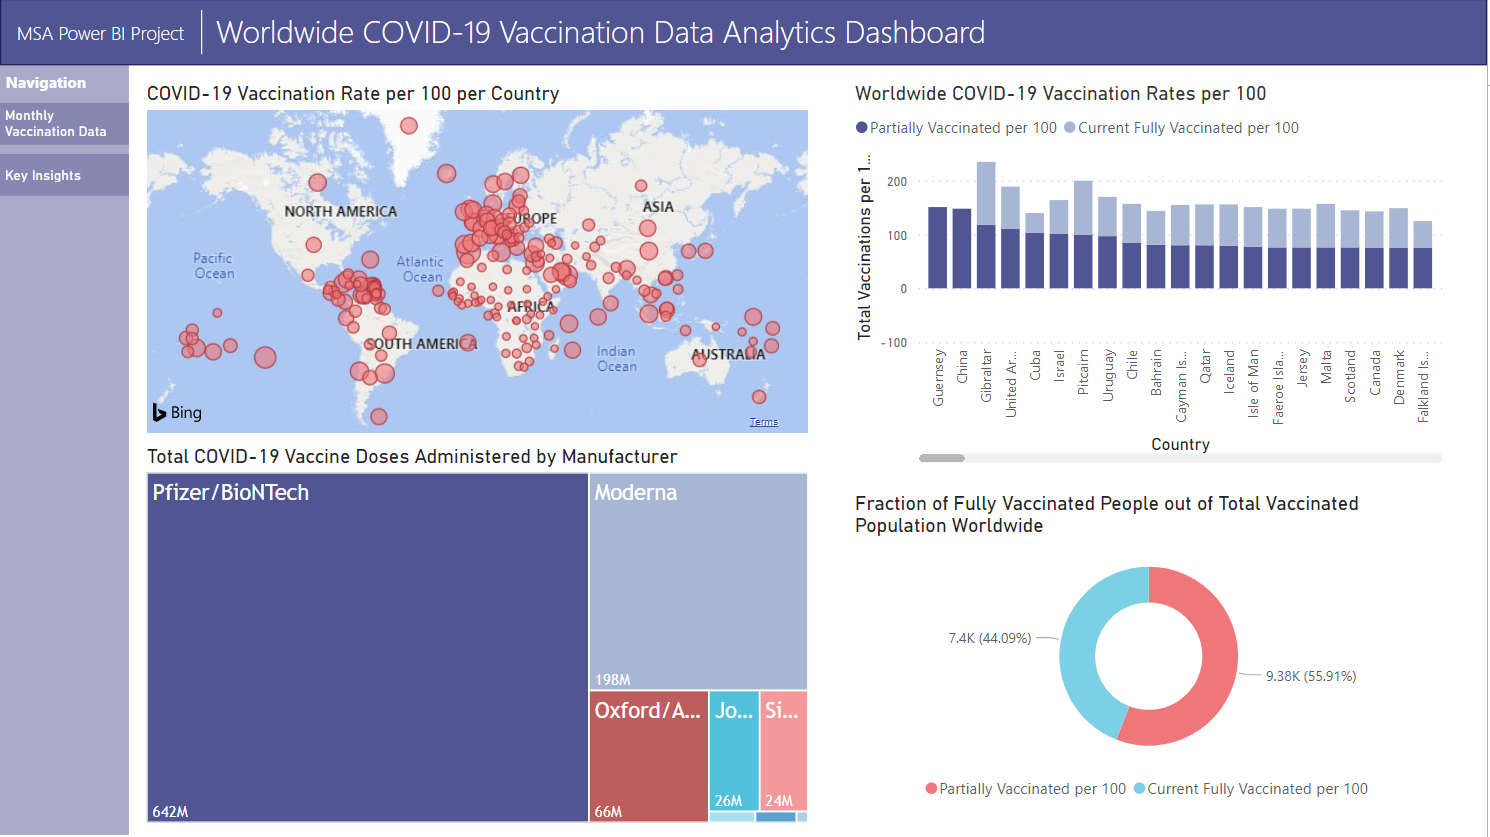 MSA Power BI Project
Worldwide COVID-19 Vaccination Data Analytics Dashboard
Navigation
Monthly
Vaccination Data
Key Insights
COVID-19 Vaccination Rate per 100 per Country
NORTH AMERICA
EUROPE
ASIA
Pacific
Ocean
Atlantic
Ocean
AFRICA
SOUTH AMERICA
Indian
Ocean
AUSTRALIA
Bing
Terms
Total COVID-19 Vaccine Doses Administered by Manufacturer
Pfizer/BioNTech
642M
Moderna
198M
Oxford/A...
66M
Jo...
26M
Si...
24M
Worldwide COVID-19 Vaccination Rates per 100
Partially Vaccinated per 100 Current Fully Vaccinated per 100
Total Vaccinations per 1...
200
100
0
-100
Guernsey
China
Gibraltar
United Ar...
Cuba
Israel
Pitcairn
Uruguay
Chile
Bahrain
Cayman Is...
Qatar
Iceland
Isle of Man
Faeroe Isla...
Jersey
Malta
Scotland
Canada
Denmark
Falkland Is...
Country
Fraction of Fully Vaccinated People out of Total Vaccinated
Population Worldwide
7.4K (44.09%)
9.38K (55.91%)
Partially Vaccinated per 100 Current Fully Vaccinated per 100